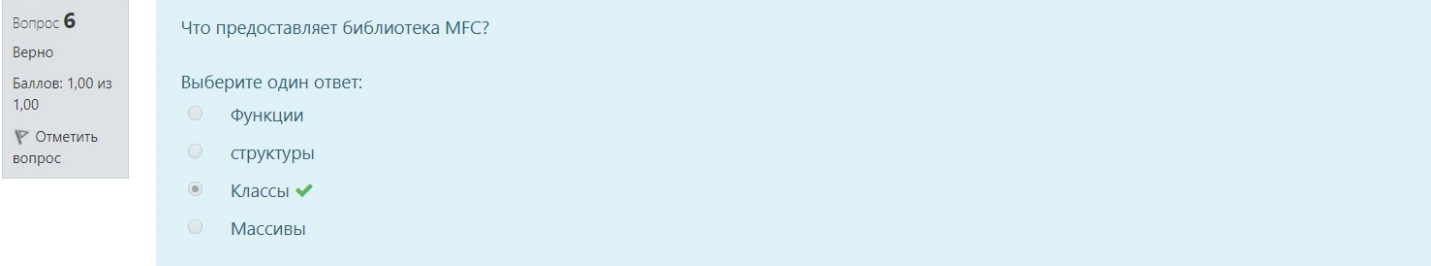 Вопрос 6
Верно
Баллов: 1,00 из
1,00
Отметить
вопрос
Что предоставляет библиотека MFC?
Выберите один ответ:
Функции
структуры
Классы
Массивы